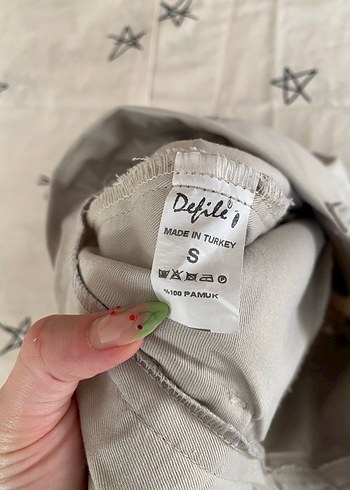 Defile®
MADE IN TURKEY
S
%100 PAMUK